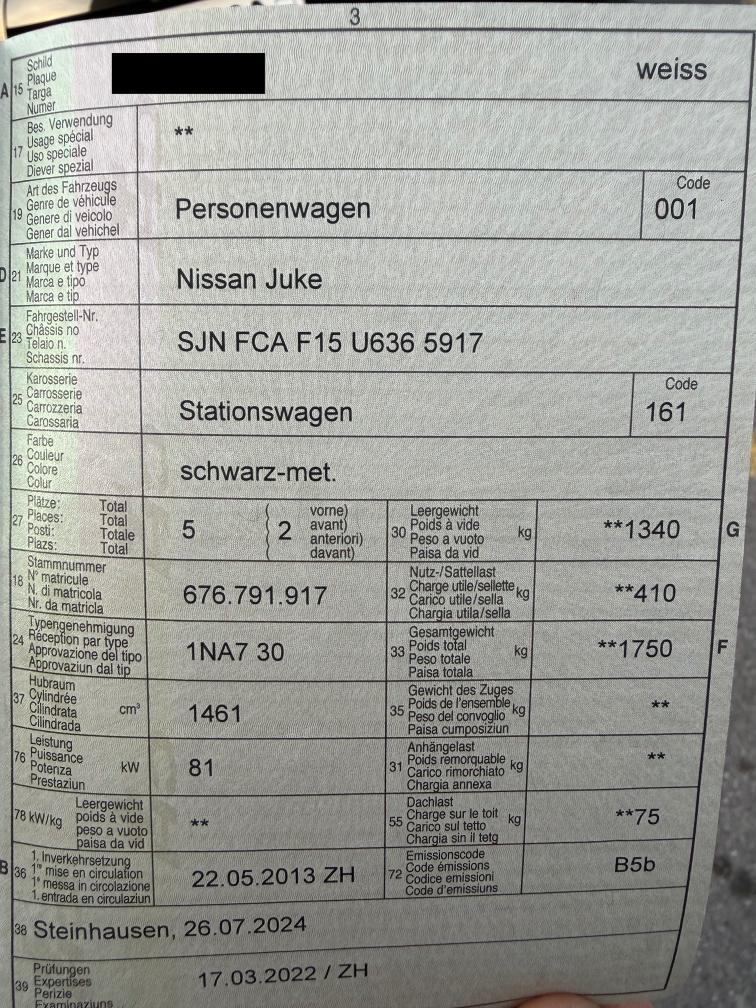 3
A 15 Schild
Plaque
Targa
Numer
weiss
17 Bes. Verwendung
Usage spécial
Uso speciale
Diever spezial
**
19 Art des Fahrzeugs
Genre de véhicule
Genere di veicolo
Gener dal vehichel
Personenwagen
Code
001
D 21 Marke und Typ
Marque et type
Marca e tipo
Marca e tip
Nissan Juke
E 23 Fahrgestell-Nr.
Châssis no
Telaio n.
Schassis nr.
SJN FCA F15 U636 5917
25 Karosserie
Carrosserie
Carrozzeria
Carossaria
Stationswagen
Code
161
26 Farbe
Couleur
Colore
Colur
schwarz-met.
27 Plätze: Total
Places: Total
Posti: Totale
Plazs: Total
5 ( 2 vorne)
avant)
anteriori)
davant)
30 Leergewicht
Poids à vide
Peso a vuoto
Paisa da vid
kg
**1340 G
18 Stammnummer
N° matricule
N. di matricola
Nr. da matricla
676.791.917
32 Nutz-/Sattellast
Charge utile/sellette
Carico utile/sella
Chargia utila/sella
kg
**410
24 Typengenehmigung
Réception par type
Approvazione del tipo
Approvaziun dal tip
1NA7 30
33 Gesamtgewicht
Poids total
Peso totale
Paisa totala
kg
**1750 F
37 Hubraum
Cylindrée
Cilindrata
Cilindrada
cm³
1461
35 Gewicht des Zuges
Poids de l'ensemble
Peso del convoglio
Paisa cumposiziun
kg
**
76 Leistung
Puissance
Potenza
Prestaziun
kW
81
31 Anhängelast
Poids remorquable
Carico rimorchiato
Chargia annexa
kg
**
78 kW/kg Leergewicht
poids à vide
peso a vuoto
paisa da vid
**
55 Dachlast
Charge sur le toit
Carico sul tetto
Chargia sin il tetg
kg
**75
B 36 1. Inverkehrsetzung
1re mise en circulation
1a messa in circolazione
1. entrada en circulaziun
22.05.2013 ZH
72 Emissionscode
Code émissions
Codice emissioni
Code d'emissiuns
B5b
38 Steinhausen, 26.07.2024
39 Prüfungen
Expertises
Perizie
Examinaziuns
17.03.2022 / ZH